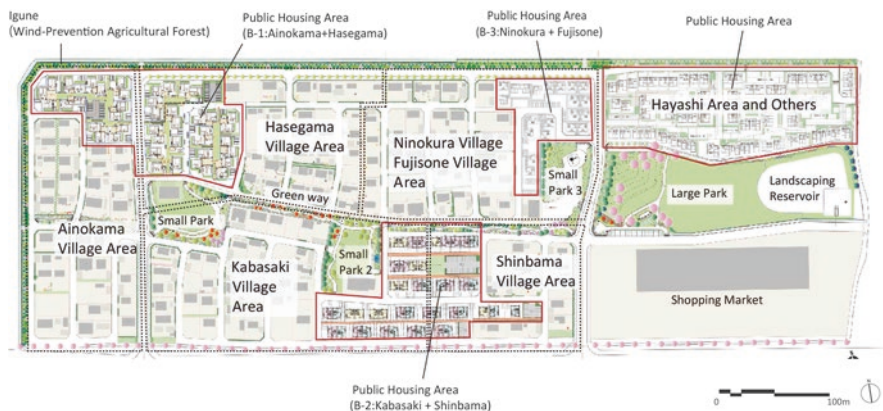 Igune
(Wind-Prevention Agricultural Forest)
Public Housing Area
(B-1:Ainokama+Hasegama)
Public Housing Area
(B-3:Ninokura + Fujisone)
Public Housing Area
Hayashi Area and Others
Hasegama
Village Area
Ninokura Village
Fujisone Village
Area
Small
Park 3
Large Park
Landscaping
Reservoir
Green way
Small Park
Ainokama
Village Area
Kabasaki
Village
Area
Small
Park 2
Shinbama
Village Area
Shopping Market
Public Housing Area
(B-2:Kabasaki + Shinbama)
0 100m
N